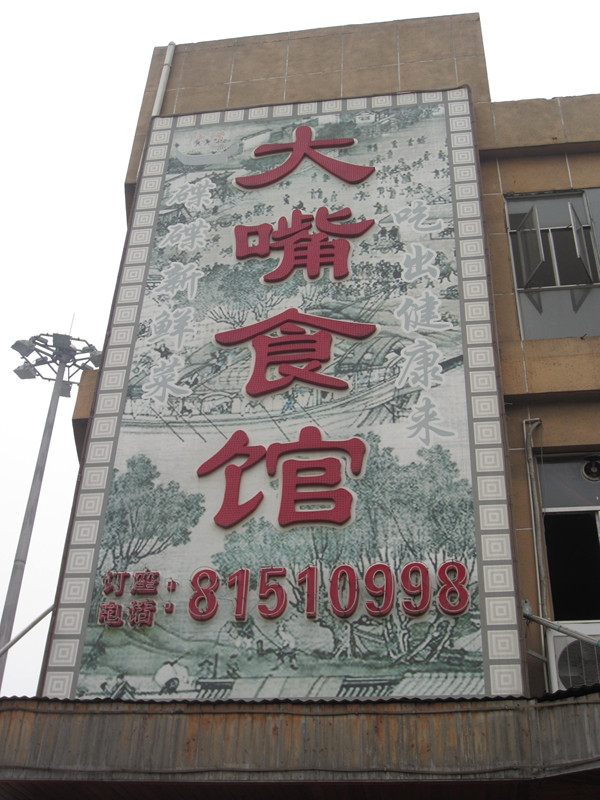 吃出健康来
大嘴食馆
碟碟新鲜菜
订座:
电话:
81510998